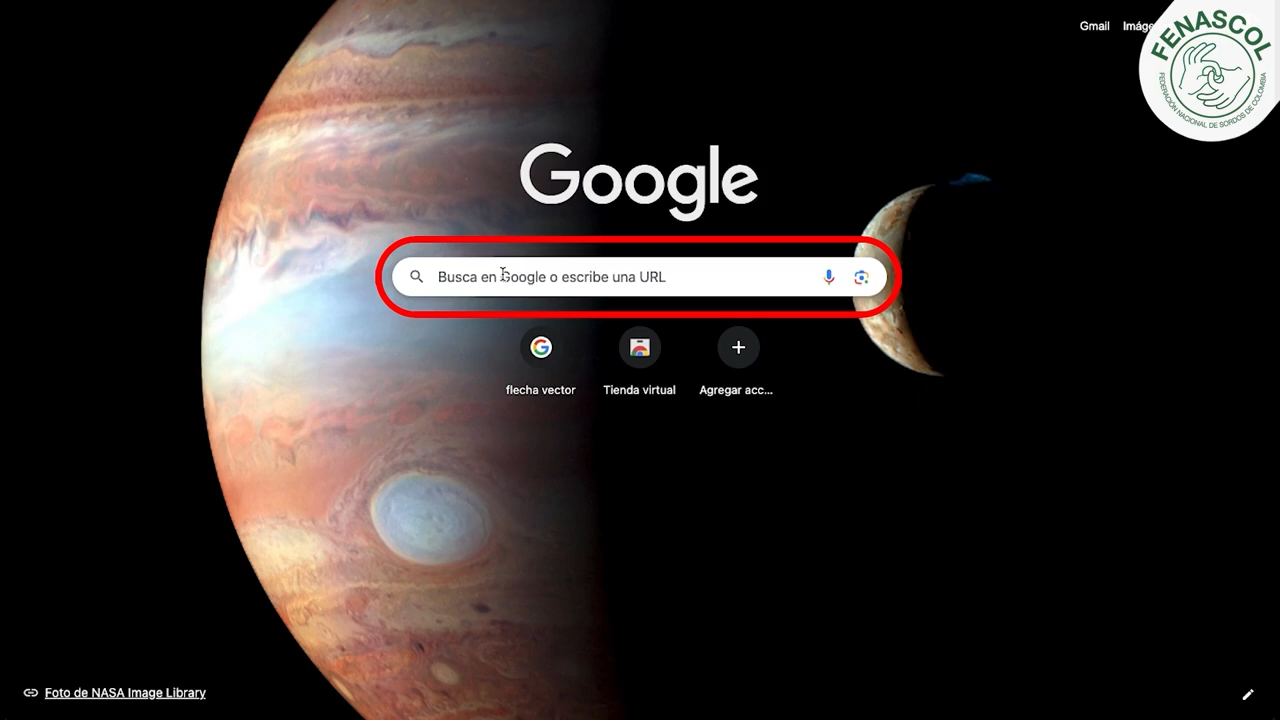 Gmail
FENASCOL
FEDERACIÓN NACIONAL DE SORDOS DE COLOMBIA
Google
Busca en Google o escribe una URL
flecha vector
Tienda virtual
Agregar acc...
Foto de NASA Image Library